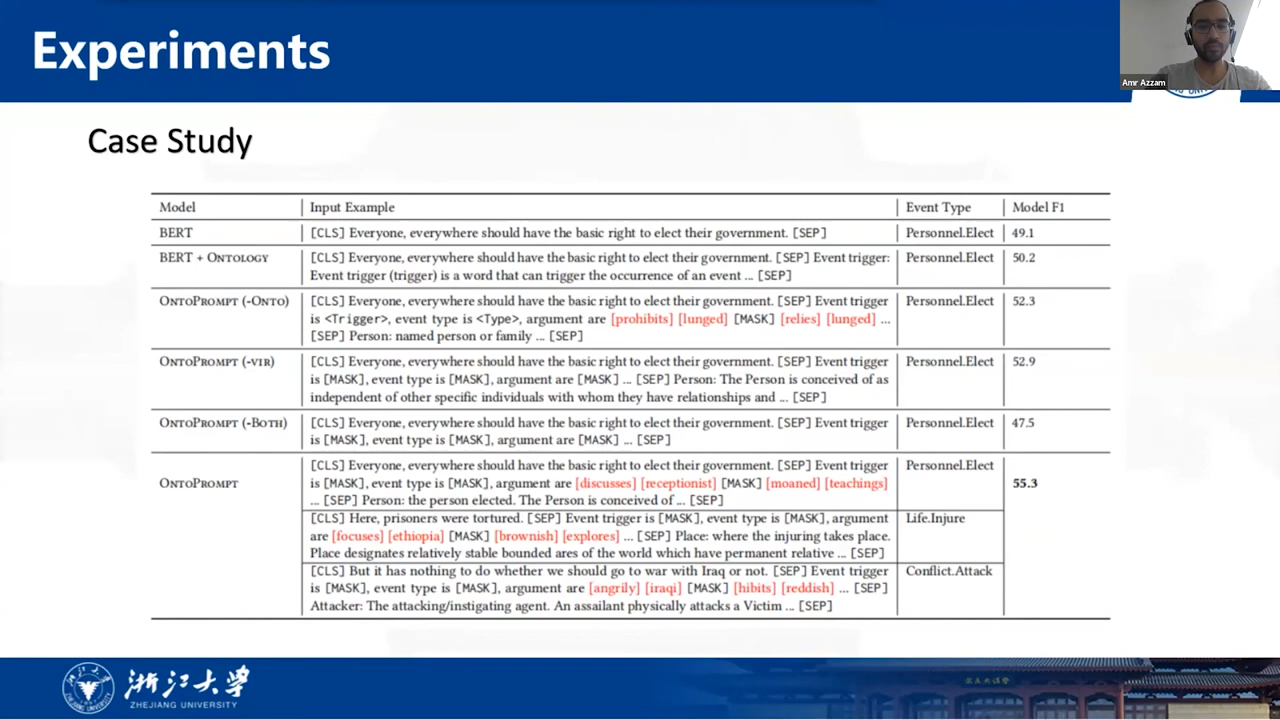 Experiments
Amr Azzam
Case Study
Model Input Example Event Type Model F1
BERT [CLS] Everyone, everywhere should have the basic right to elect their government. [SEP] Personnel.Elect 49.1
BERT + ONTOLOGY [CLS] Everyone, everywhere should have the basic right to elect their government. [SEP] Event trigger: Personnel.Elect 50.2
Event trigger (trigger) is a word that can trigger the occurrence of an event ... [SEP]
ONTOPROMPT (-ONTO) [CLS] Everyone, everywhere should have the basic right to elect their government. [SEP] Event trigger Personnel.Elect 52.3
is <Trigger>, event type is <Type>, argument are [prohibits] [lunged] [MASK] [relies] [lunged] ...
[SEP] Person: named person or family ... [SEP]
ONTOPROMPT (-VIR) [CLS] Everyone, everywhere should have the basic right to elect their government. [SEP] Event trigger Personnel.Elect 52.9
is [MASK], event type is [MASK], argument are [MASK] ... [SEP] Person: The Person is conceived of as
independent of other specific individuals with whom they have relationships and ... [SEP]
ONTOPROMPT (-BOTH) [CLS] Everyone, everywhere should have the basic right to elect their government. [SEP] Event trigger Personnel.Elect 47.5
is [MASK], event type is [MASK], argument are [MASK] ... [SEP]
[CLS] Everyone, everywhere should have the basic right to elect their government. [SEP] Event trigger Personnel.Elect
ONTOPROMPT is [MASK], event type is [MASK], argument are [discusses] [receptionist] [MASK] [moaned] [teachings] 55.3
... [SEP] Person: the person elected. The Person is conceived of ... [SEP]
[CLS] Here, prisoners were tortured. [SEP] Event trigger is [MASK], event type is [MASK], argument Life.Injure
are [focuses] [ethiopia] [MASK] [brownish] [explores] ... [SEP] Place: where the injuring takes place.
Place designates relatively stable bounded ares of the world which have permanent relative ... [SEP]
[CLS] But it has nothing to do whether we should go to war with Iraq or not. [SEP] Event trigger Conflict.Attack
is [MASK], event type is [MASK], argument are [angrily] [iraqi] [MASK] [hibits] [reddish] ... [SEP]
Attacker: The attacking/instigating agent. An assailant physically attacks a Victim ... [SEP]
浙江大学
ZHEJIANG UNIVERSITY